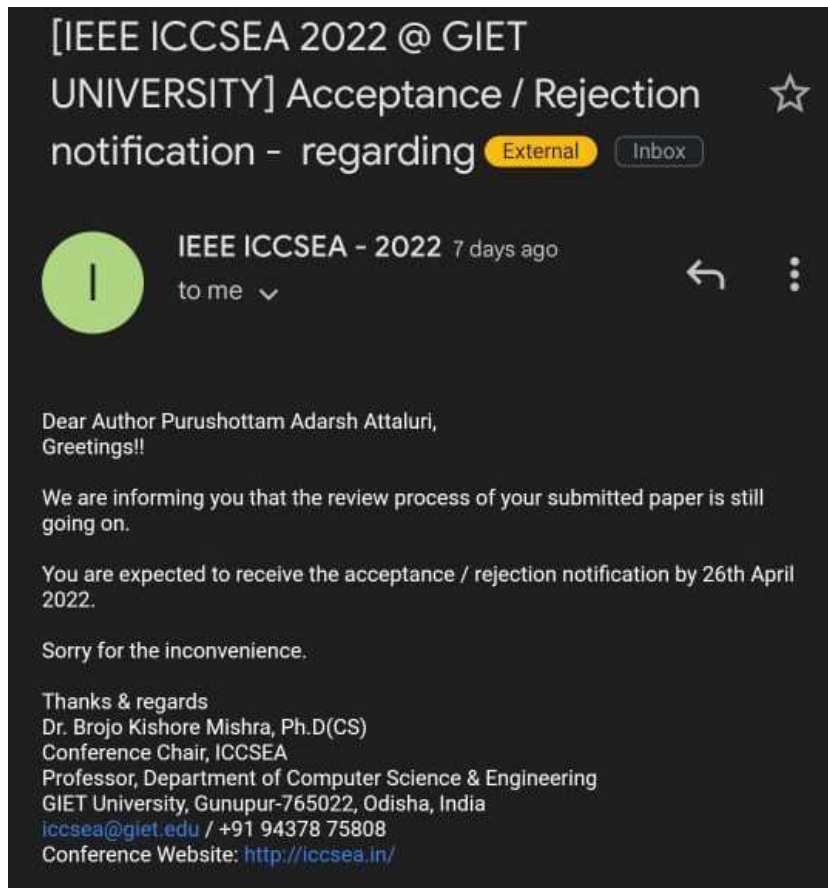 [IEEE ICCSEA 2022 @ GIET
UNIVERSITY] Acceptance / Rejection
notification - regarding External Inbox
I
IEEE ICCSEA - 2022 7 days ago
to me
Dear Author Purushottam Adarsh Attaluri,
Greetings!!
We are informing you that the review process of your submitted paper is still
going on.
You are expected to receive the acceptance / rejection notification by 26th April
2022.
Sorry for the inconvenience.
Thanks & regards
Dr. Brojo Kishore Mishra, Ph.D(CS)
Conference Chair, ICCSEA
Professor, Department of Computer Science & Engineering
GIET University, Gunupur-765022, Odisha, India
iccsea@giet.edu / +91 94378 75808
Conference Website: http://iccsea.in/